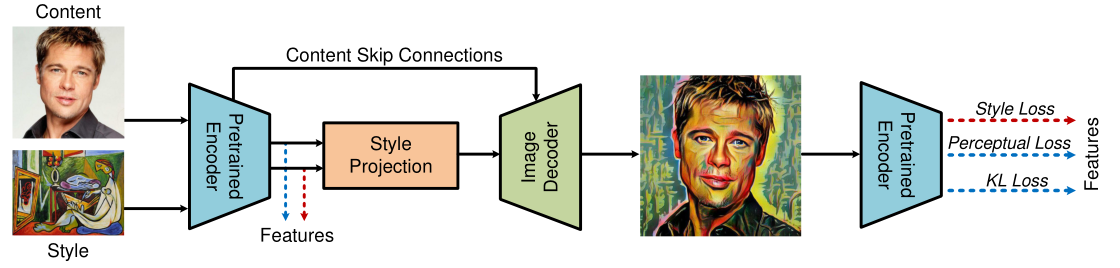 Content
Content Skip Connections
Pretrained
Encoder
Style
Projection
Image
Decoder
Pretrained
Encoder
Style Loss
Perceptual Loss
KL Loss
Features
Features
Style